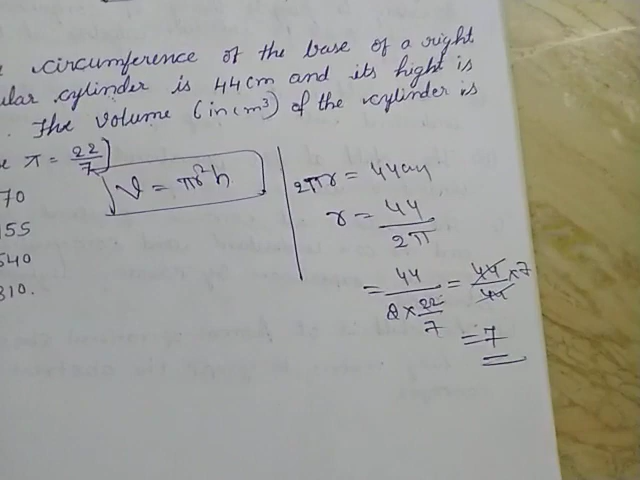 circumference of the base of a right
ular cylinder is 44cm and its hight is
. The volume (in cm³) of the cylinder is
π = 22/7]
70
155
540
310.
V = πr²h
2πr = 44cm
r = 44/2π
= 44/(2 × 22/7) = 44/44 × 7
= 7